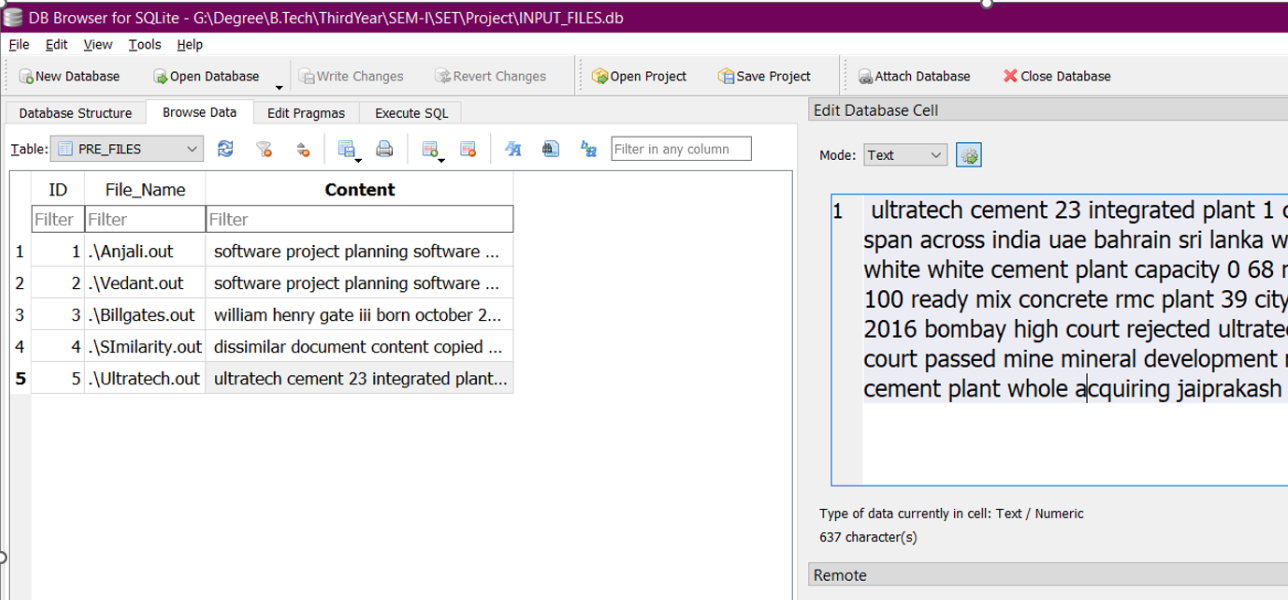 DB Browser for SQLite - G:\Degree\B.Tech\ThirdYear\SEM-I\SET\Project\INPUT_FILES.db
File Edit View Tools Help
New Database Open Database Write Changes Revert Changes Open Project Save Project Attach Database Close Database
Database Structure Browse Data Edit Pragmas Execute SQL
Table: PRE_FILES Filter in any column
ID File_Name Content
Filter Filter Filter
1 1 .\Anjali.out software project planning software ...
2 2 .\Vedant.out software project planning software ...
3 3 .\Billgates.out william henry gate iii born october 2...
4 4 .\SImilarity.out dissimilar document content copied ...
5 5 .\Ultratech.out ultratech cement 23 integrated plant...
Edit Database Cell
Mode: Text
1 ultratech cement 23 integrated plant 1
span across india uae bahrain sri lanka
white white cement plant capacity 0 68
100 ready mix concrete rmc plant 39 city
2016 bombay high court rejected
court passed mine mineral development
cement plant whole acquiring jaiprakash
Type of data currently in cell: Text / Numeric
637 character(s)
Remote